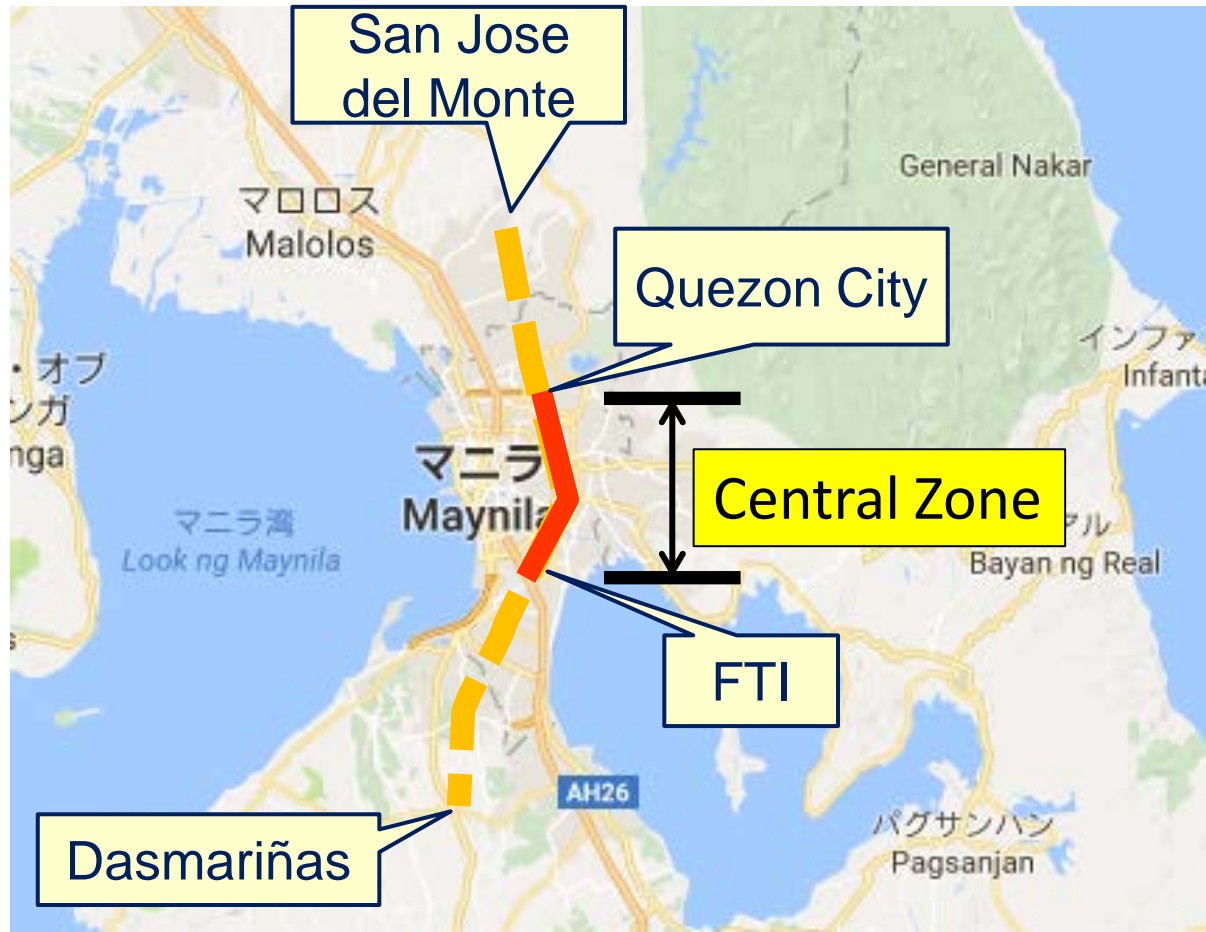 San Jose
del Monte
General Nakar
マロロス
Malolos
Quezon City
インファ
Infanta
・オブ
ンガ
nga
マニラ
Maynila
Central Zone
マニラ湾
Look ng Maynila
アル
Bayan ng Real
s
FTI
AH26
パグサンハン
Pagsanjan
Dasmariñas